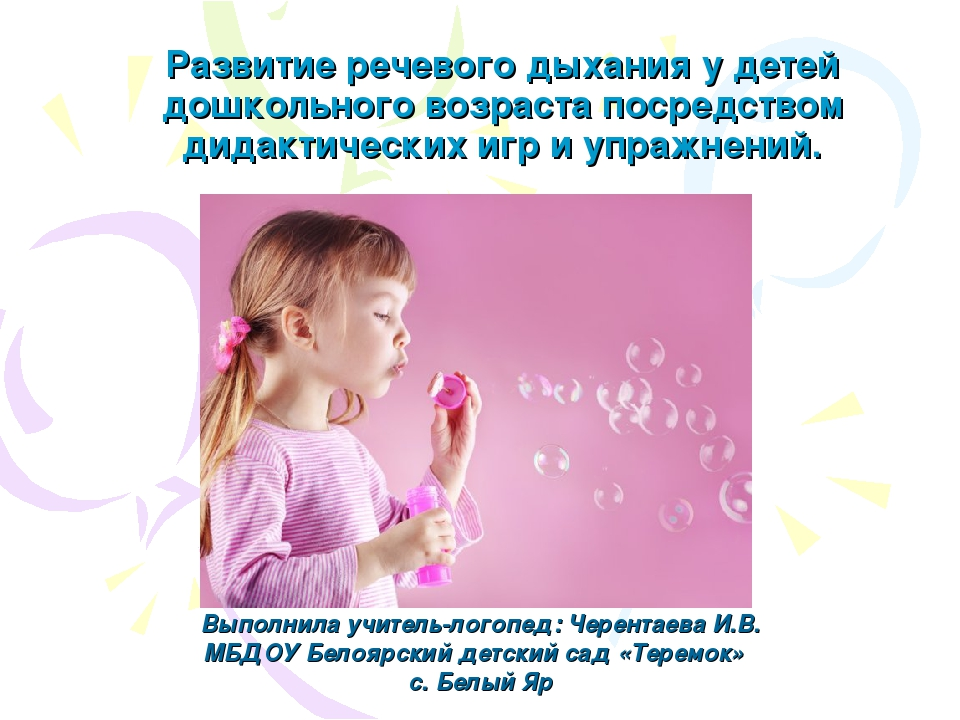 Развитие речевого дыхания у детей
дошкольного возраста посредством
дидактических игр и упражнений.
Выполнила учитель-логопед: Черентаева И.В.
МБДОУ Белоярский детский сад «Теремок»
с. Белый Яр